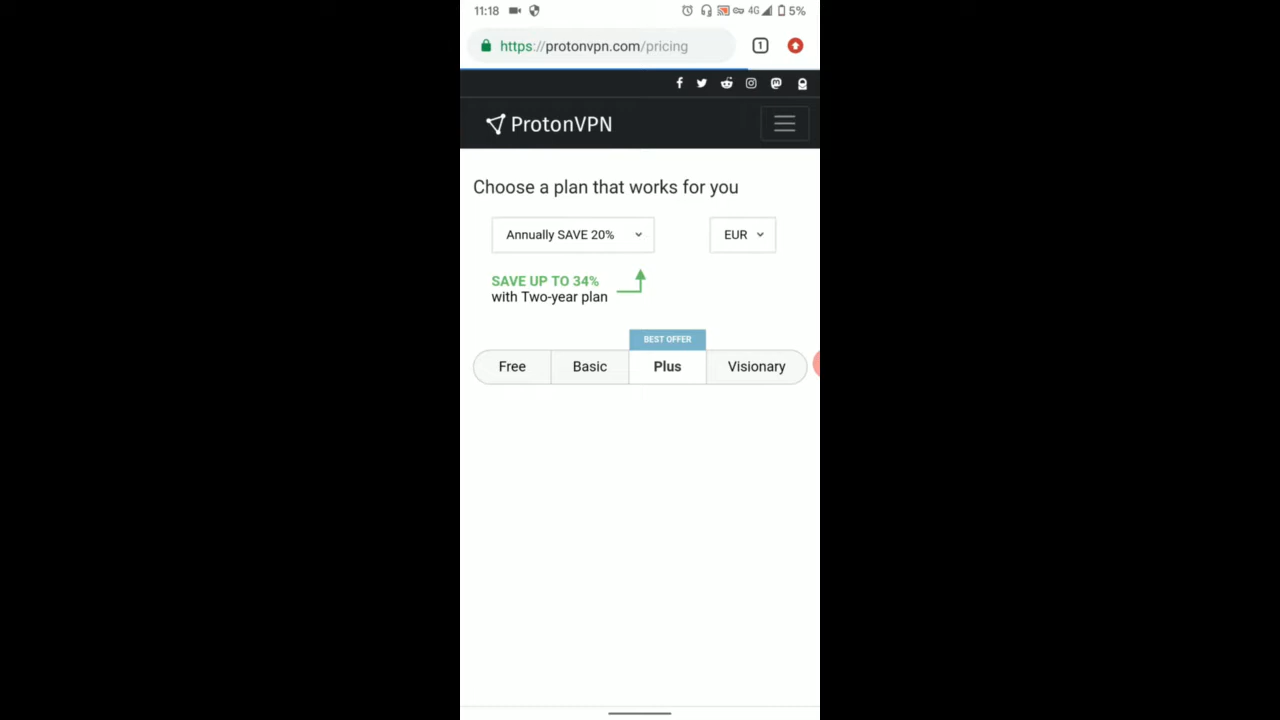 11:18 4G 5%
https://protonvpn.com/pricing 1
ProtonVPN
Choose a plan that works for you
Annually SAVE 20% EUR
SAVE UP TO 34%
with Two-year plan
BEST OFFER
Free Basic Plus Visionary